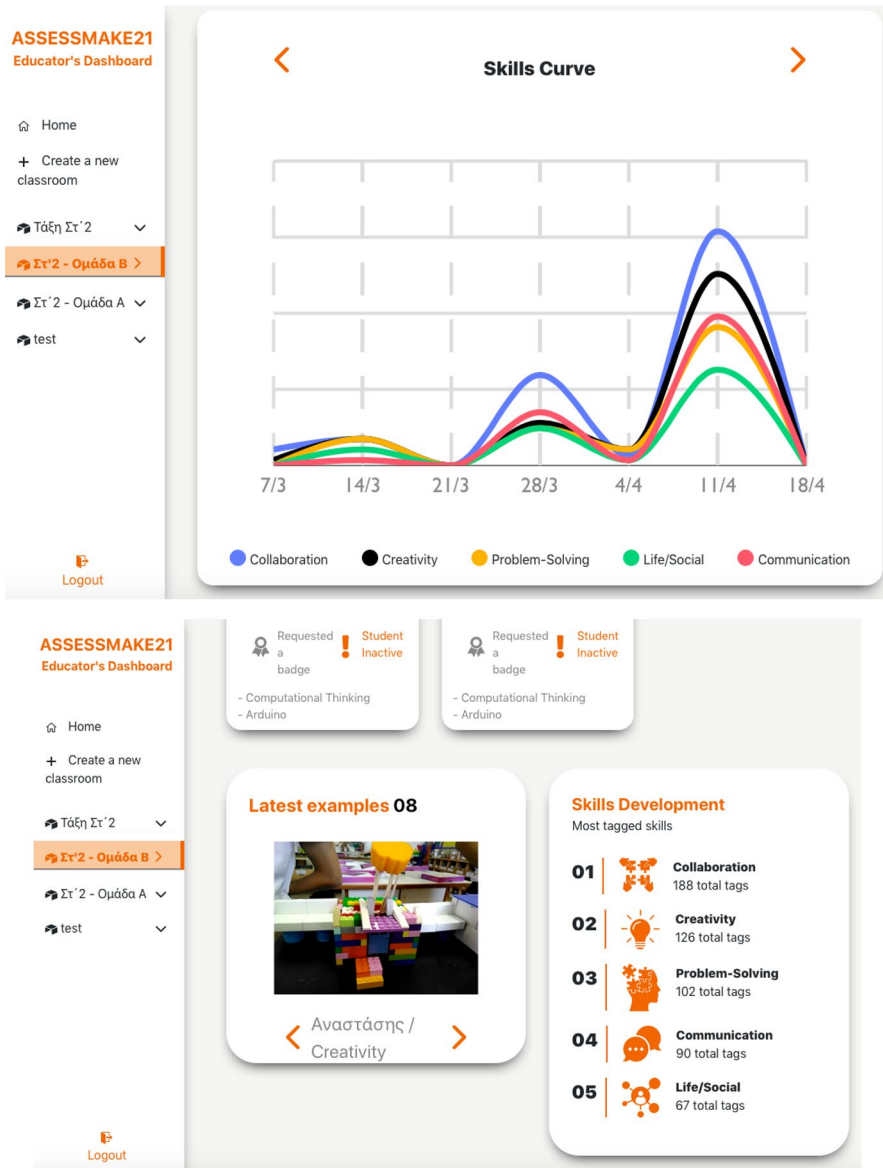 ASSESSMAKE21
Educator's Dashboard
Home
+ Create a new
classroom
Τάξη Στ΄2
Στ'2 - Ομάδα Β
Στ΄2 - Ομάδα Α
test
Logout
Skills Curve
7/3 14/3 21/3 28/3 4/4 11/4 18/4
Collaboration Creativity Problem-Solving Life/Social Communication
ASSESSMAKE21
Educator's Dashboard
Home
+ Create a new
classroom
Τάξη Στ΄2
Στ'2 - Ομάδα Β
Στ΄2 - Ομάδα Α
test
Logout
Requested
a
badge
Student
Inactive
- Computational Thinking
- Arduino
Requested
a
badge
Student
Inactive
- Computational Thinking
- Arduino
Latest examples 08
Αναστάσης /
Creativity
Skills Development
Most tagged skills
01
Collaboration
188 total tags
02
Creativity
126 total tags
03
Problem-Solving
102 total tags
04
Communication
90 total tags
05
Life/Social
67 total tags